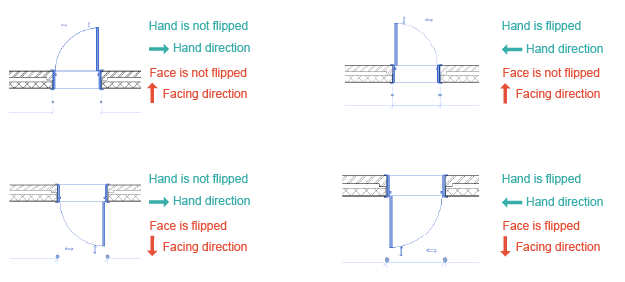 Hand is not flipped
Hand direction
Face is not flipped
Facing direction
Hand is flipped
Hand direction
Face is not flipped
Facing direction
Hand is not flipped
Hand direction
Face is flipped
Facing direction
Hand is flipped
Hand direction
Face is flipped
Facing direction